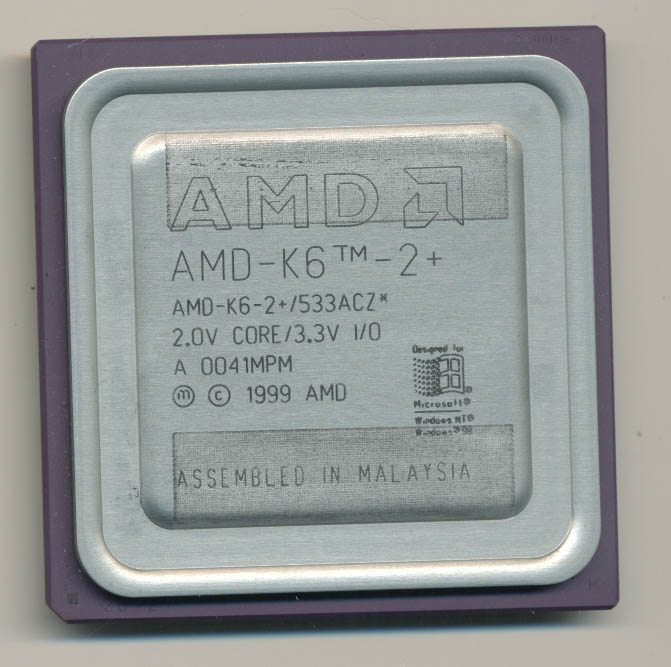 AMD
AMD-K6™-2+
AMD-K6-2+/533ACZ*
2.0V CORE/3.3V I/O
A 0041MPM
ⓜ © 1999 AMD
Designed for
Microsoft®
Windows NT®
Windows® 98
ASSEMBLED IN MALAYSIA
K